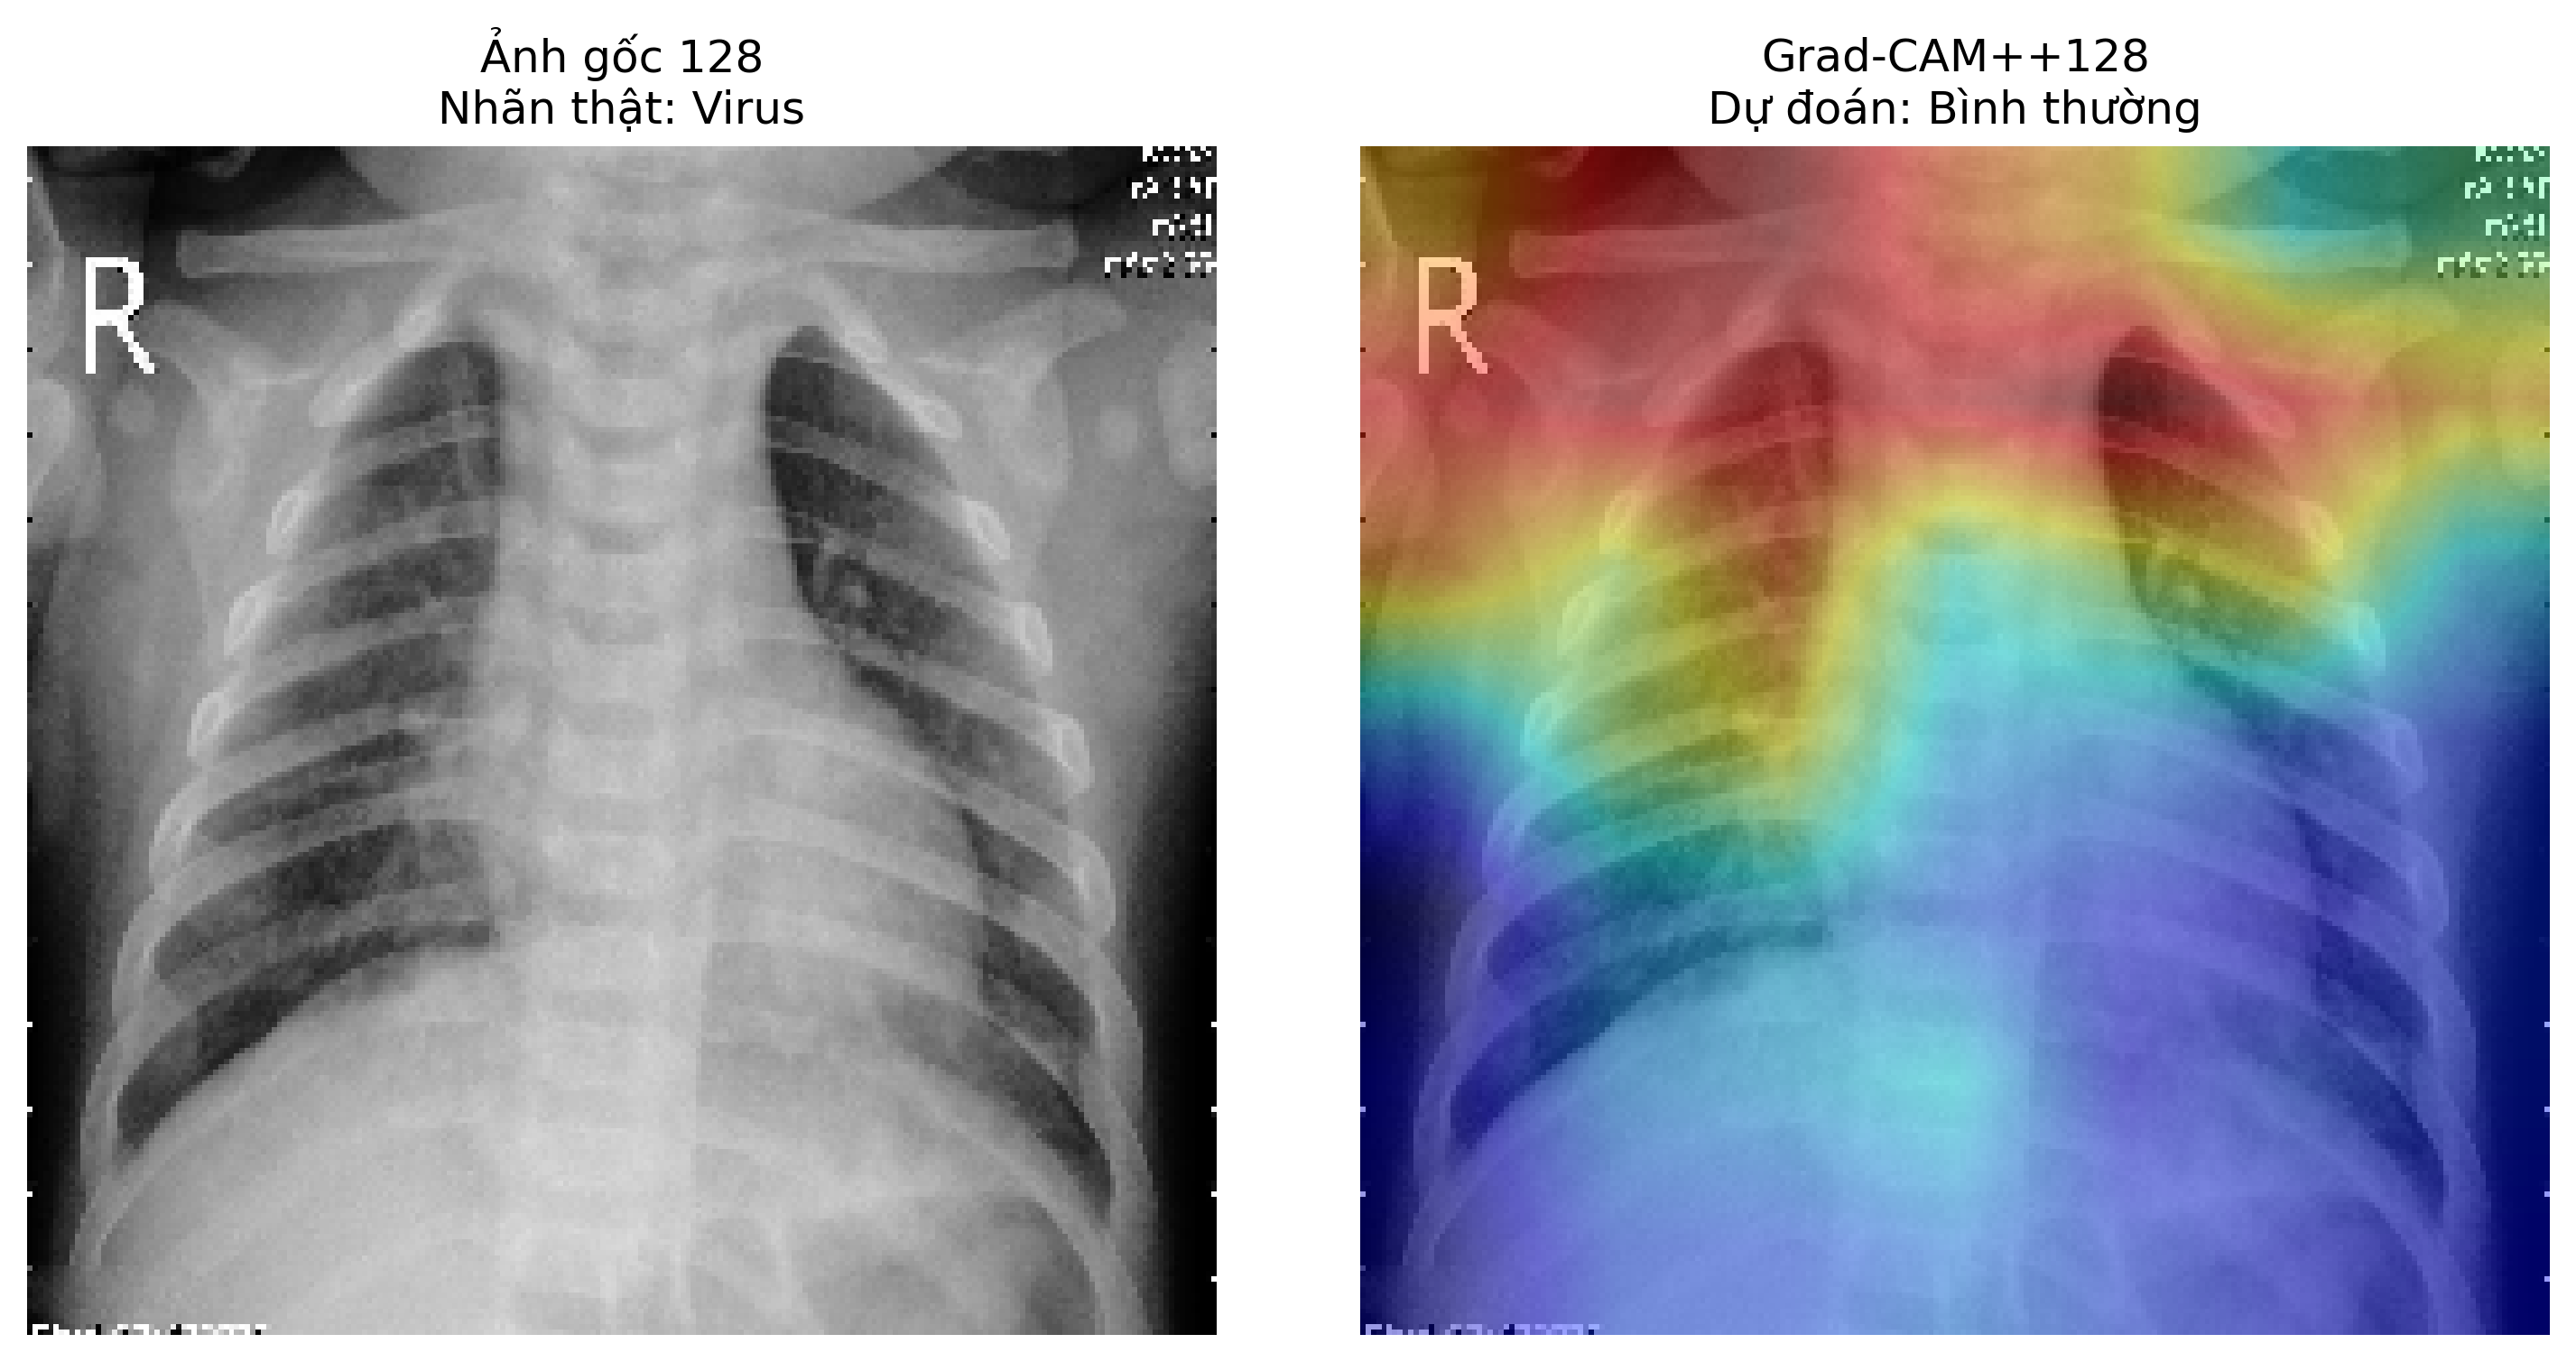 Ảnh gốc 128
Nhãn thật: Virus
Grad-CAM++128
Dự đoán: Bình thường
R
R